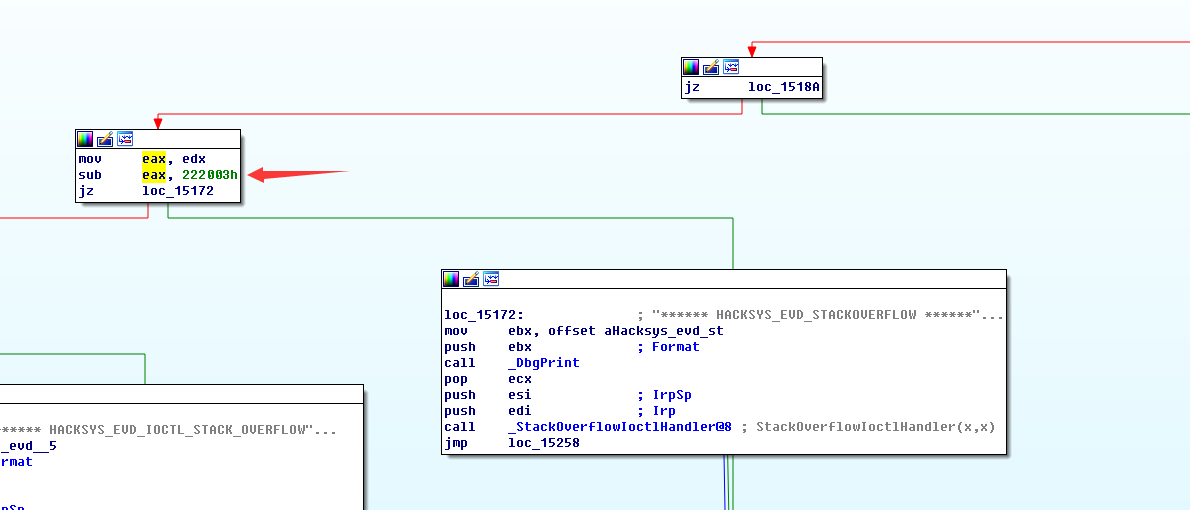 jz loc_1518A
mov eax, edx
sub eax, 222003h
jz loc_15172
loc_15172: ; "****** HACKSYS_EVD_STACKOVERFLOW ******"...
mov ebx, offset aHacksys_evd_st
push ebx ; Format
call _DbgPrint
pop ecx
push esi ; IrpSp
push edi ; Irp
call _StackOverflowIoctlHandler@8 ; StackOverflowIoctlHandler(x,x)
jmp loc_15258
***** HACKSYS_EVD_IOCTL_STACK_OVERFLOW"...
_evd__5
rmat
pSp